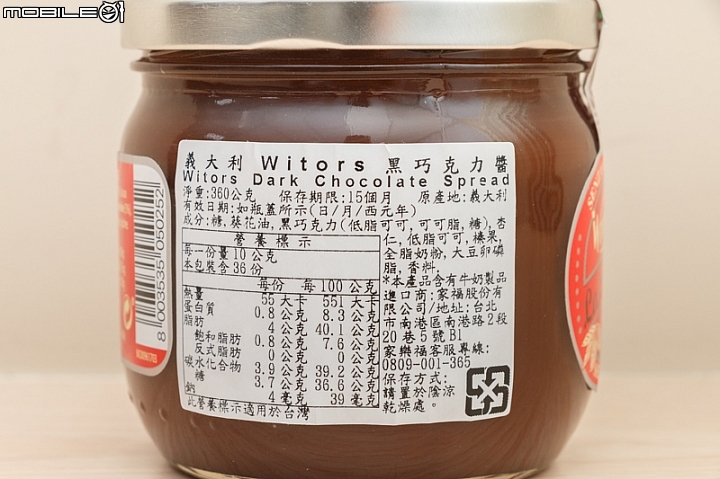 MOBILE01
義大利 Witors 黑巧克力醬
Witors Dark Chocolate Spread
淨重:360公克 保存期限:15個月 原產地:義大利
有效日期:如瓶蓋所示(日/月/西元年)
成分:糖,葵花油,黑巧克力(低脂可可,可可脂,糖),杏
仁,低脂可可,榛果,
全脂奶粉,大豆卵磷
脂,香料.
*本產品含有牛奶製品
進口商:家福股份有
限公司/地址:台北
市南港區南港路2段
20巷5號B1
家樂福客服專線:
0809-001-365
保存方式:
請置於陰涼
乾燥處。
營養標示
每一份量10公克
本包裝含36份
每份 每100公克
熱量 55大卡 551大卡
蛋白質 0.8公克 8.3公克
脂肪 4公克 40.1公克
飽和脂肪 0.8公克 7.6公克
反式脂肪 0公克 0公克
碳水化合物 3.9公克 39.2公克
糖 3.7公克 36.6公克
鈉 4毫克 39毫克
此營養標示適用於台灣
8003535050252